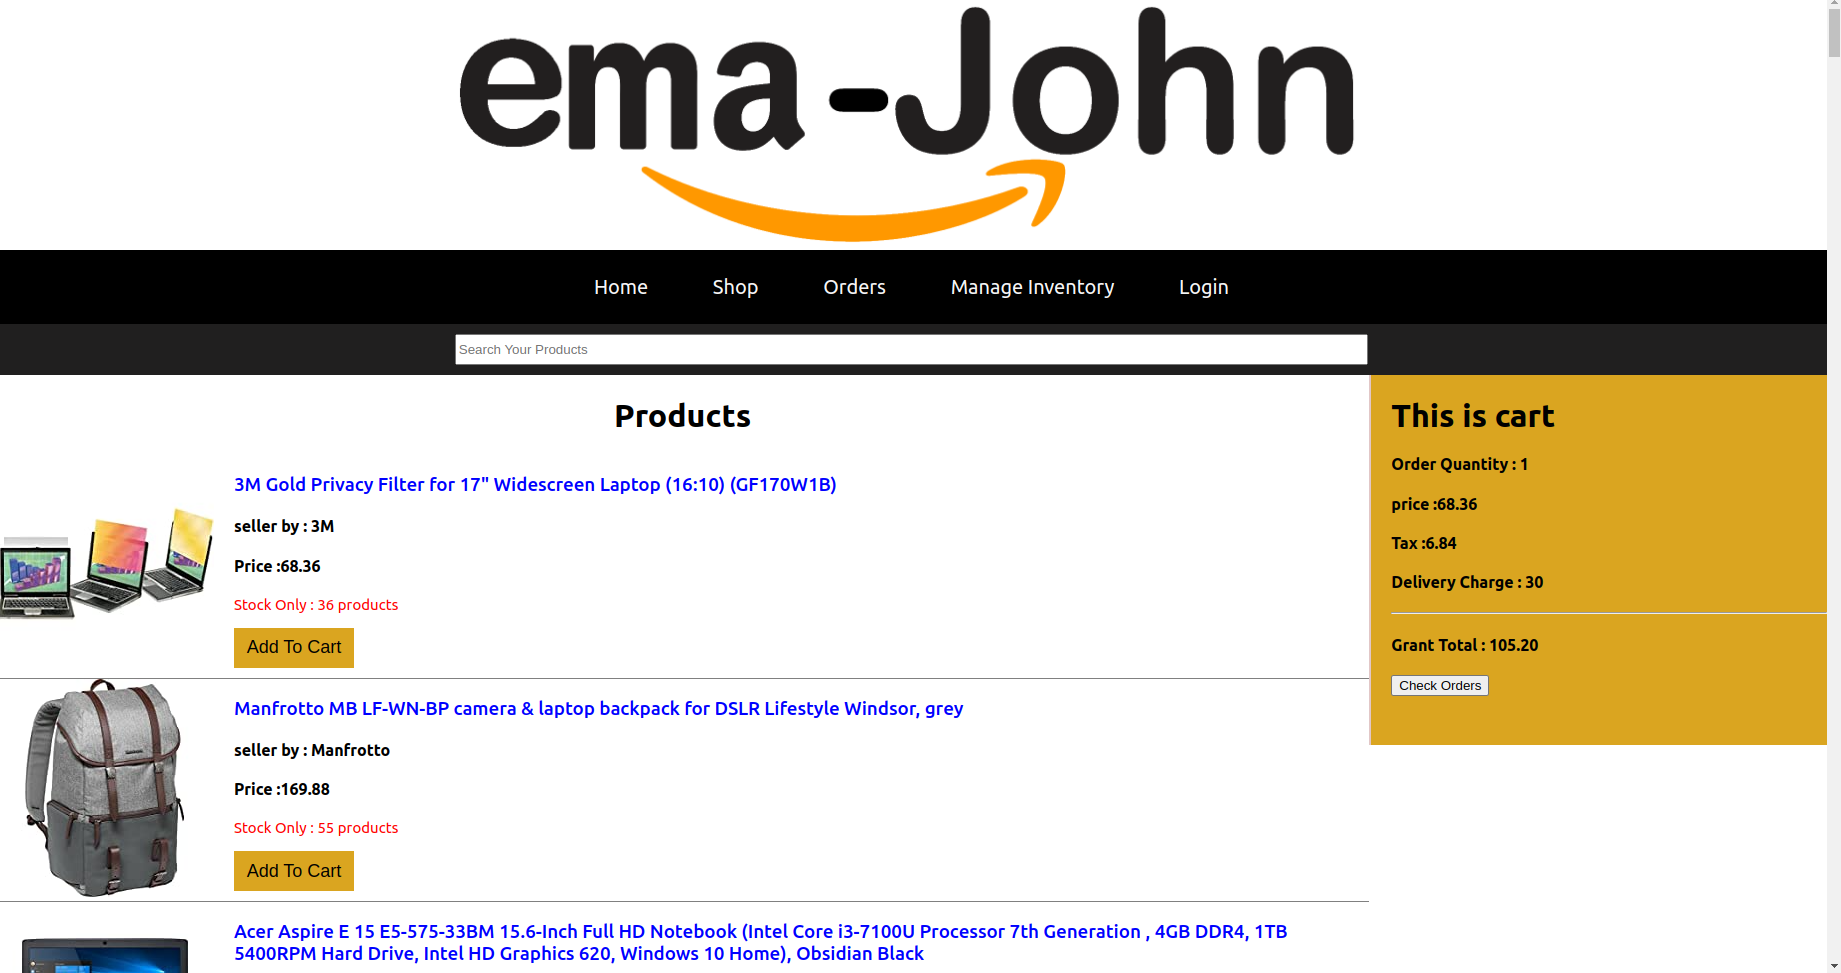 ema-John
Home Shop Orders Manage Inventory Login
Search Your Products
Products
3M Gold Privacy Filter for 17" Widescreen Laptop (16:10) (GF170W1B)
seller by : 3M
Price :68.36
Stock Only : 36 products
Add To Cart
Manfrotto MB LF-WN-BP camera & laptop backpack for DSLR Lifestyle Windsor, grey
seller by : Manfrotto
Price :169.88
Stock Only : 55 products
Add To Cart
Acer Aspire E 15 E5-575-33BM 15.6-Inch Full HD Notebook (Intel Core i3-7100U Processor 7th Generation , 4GB DDR4, 1TB
5400RPM Hard Drive, Intel HD Graphics 620, Windows 10 Home), Obsidian Black
This is cart
Order Quantity : 1
price :68.36
Tax :6.84
Delivery Charge : 30
Grant Total : 105.20
Check Orders